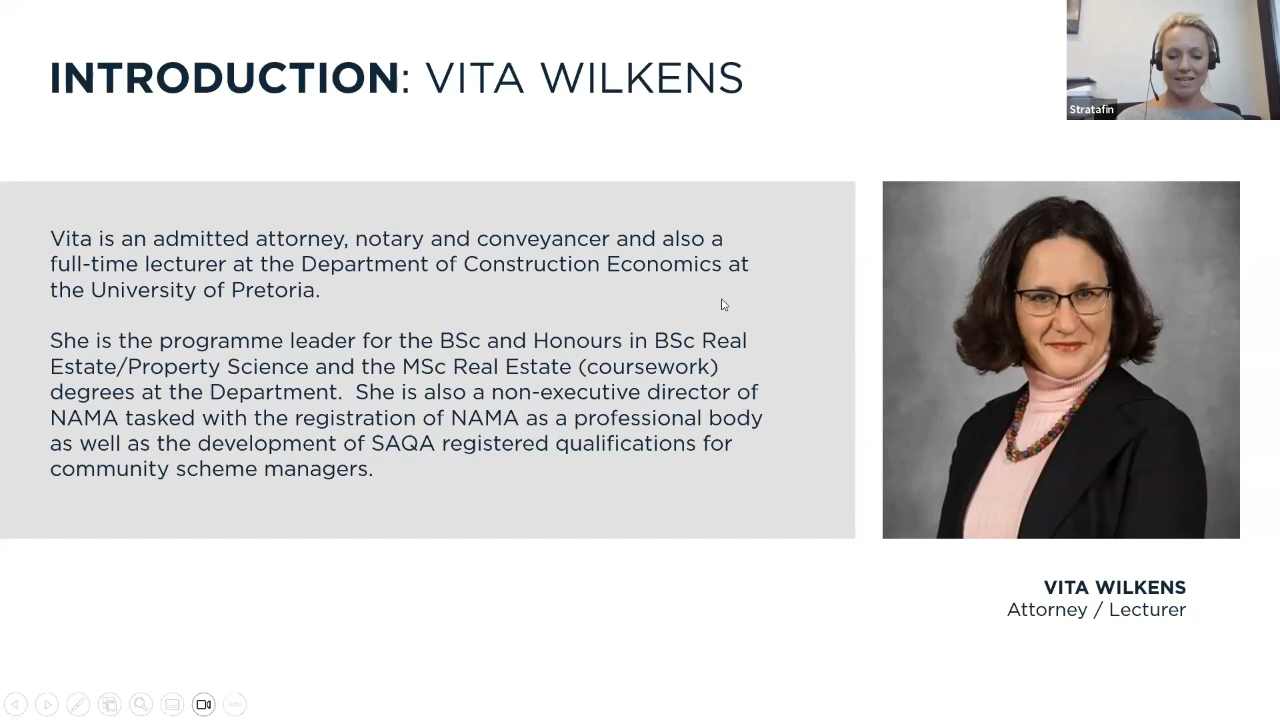 INTRODUCTION: VITA WILKENS
Stratafin
Vita is an admitted attorney, notary and conveyancer and also a
full-time lecturer at the Department of Construction Economics at
the University of Pretoria.
She is the programme leader for the BSc and Honours in BSc Real
Estate/Property Science and the MSc Real Estate (coursework)
degrees at the Department.  She is also a non-executive director of
NAMA tasked with the registration of NAMA as a professional body
as well as the development of SAQA registered qualifications for
community scheme managers.
VITA WILKENS
Attorney / Lecturer